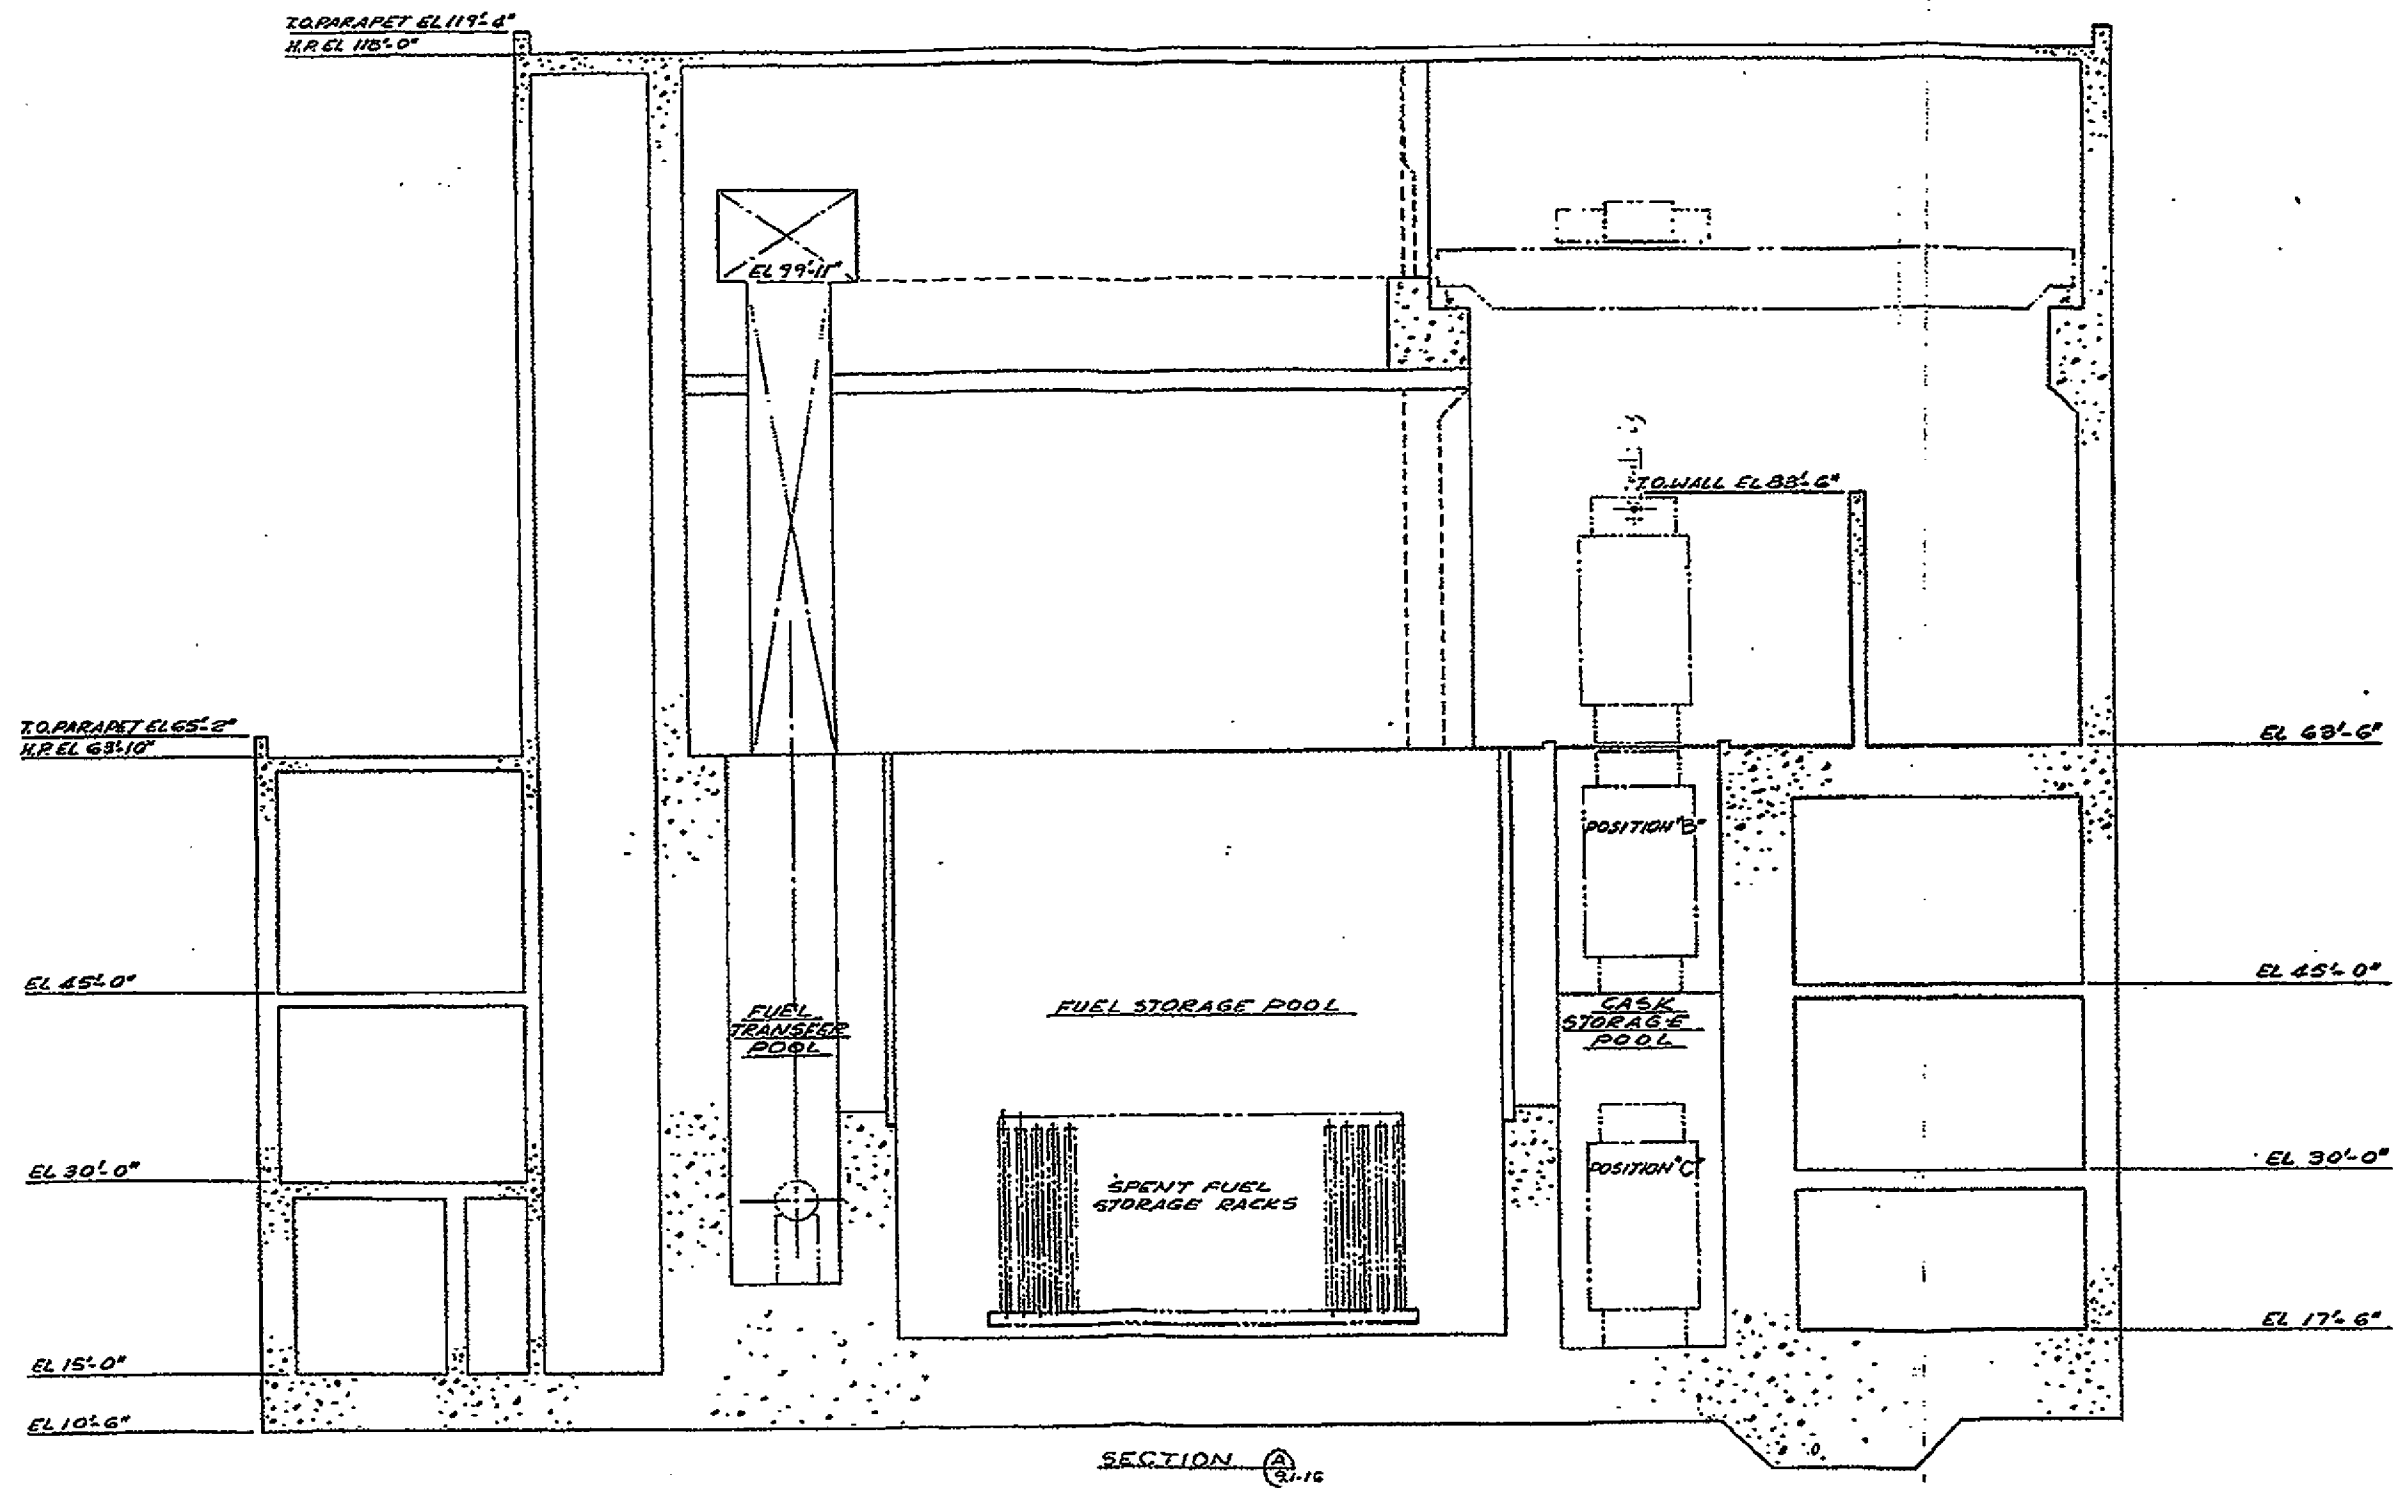 T.O. PARAPET EL 119'-4"
H.P. EL 118'-0"
EL 99'-11"
T.O. WALL EL 83'-6"
T.O. PARAPET EL 65'-2"
H.P. EL 63'-10"
EL 63'-6"
POSITION "B"
EL 45'-0"
EL 45'-0"
FUEL
TRANSFER
POOL
FUEL STORAGE POOL
CASK
STORAGE
POOL
EL 30'-0"
EL 30'-0"
POSITION "C"
SPENT FUEL
STORAGE RACKS
EL 17'-6"
EL 15'-0"
EL 10'-6"
SECTION A
9.1-16